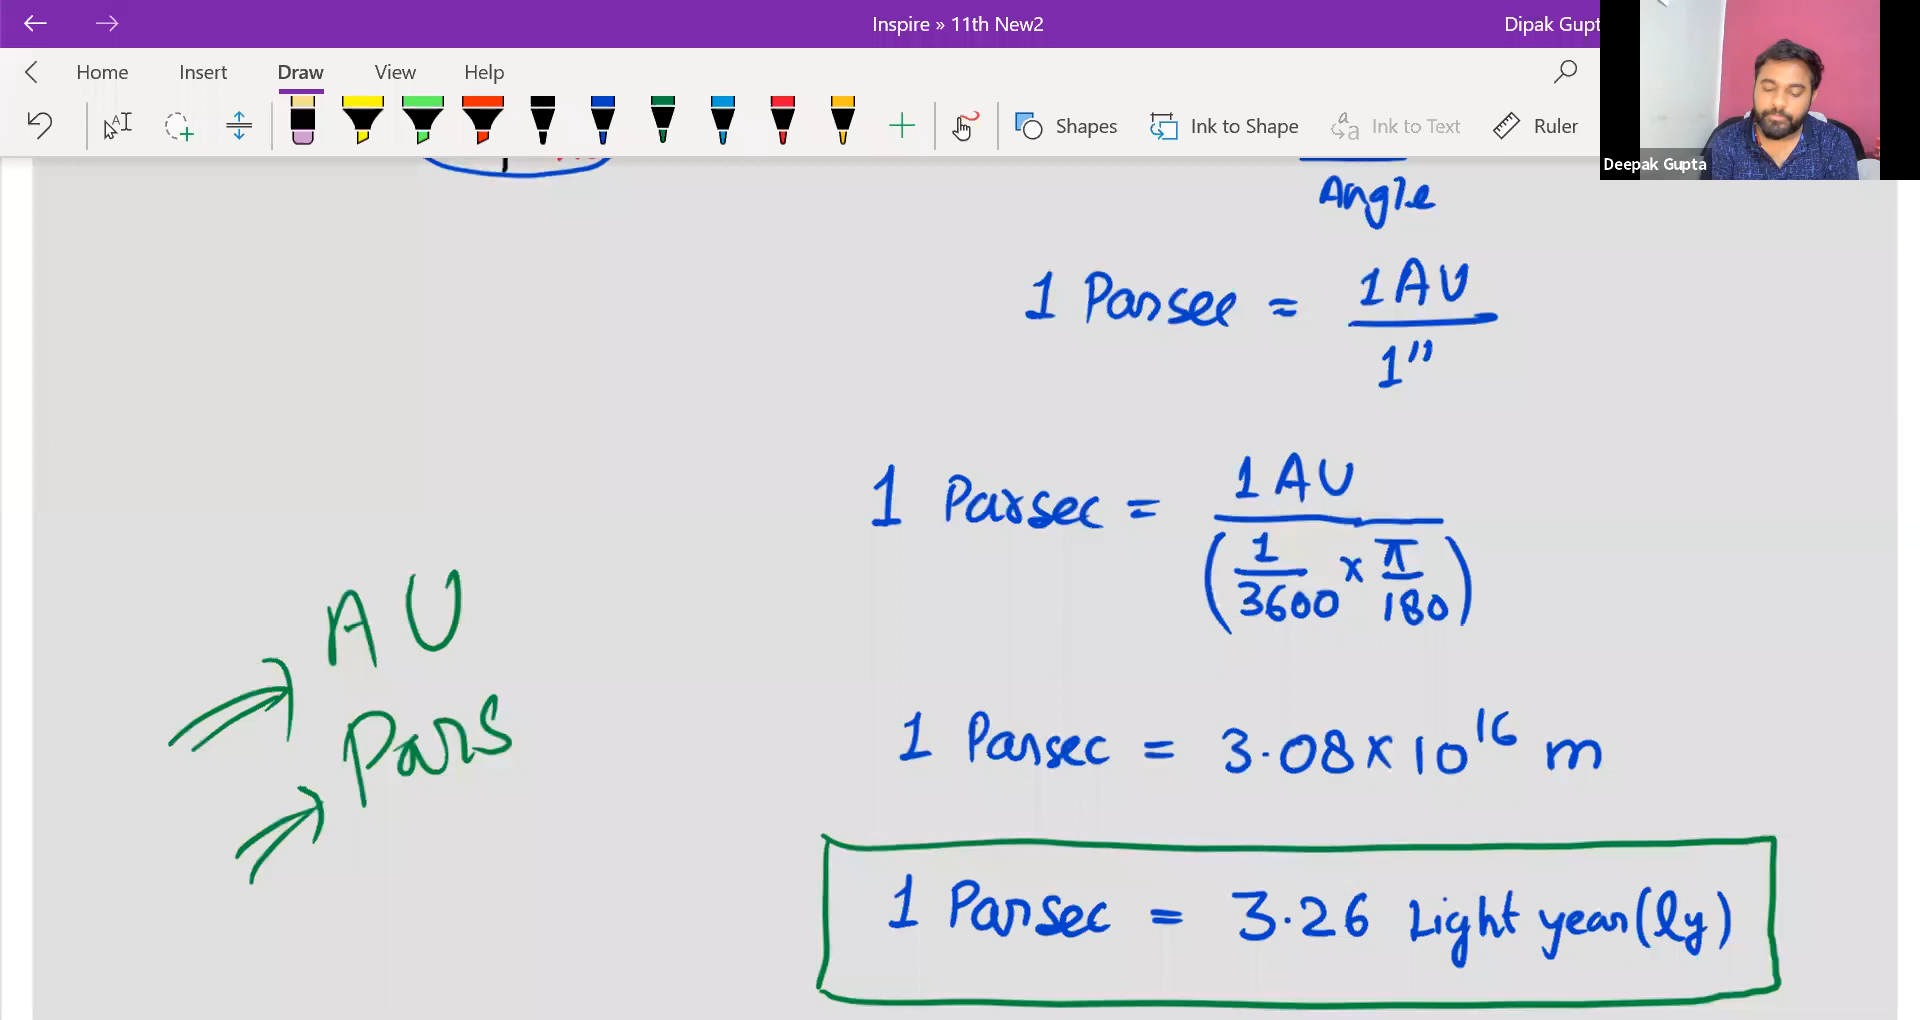 Inspire » 11th New2
Dipak Gupt
Home Insert Draw View Help
Shapes Ink to Shape Ink to Text Ruler
Deepak Gupta
Angle
1 Parsec = 1 AU / 1"
1 Parsec = 1 AU / (1/3600 × π/180)
AU
Pars
1 Parsec = 3.08 × 10^16 m
1 Parsec = 3.26 Light year (ly)